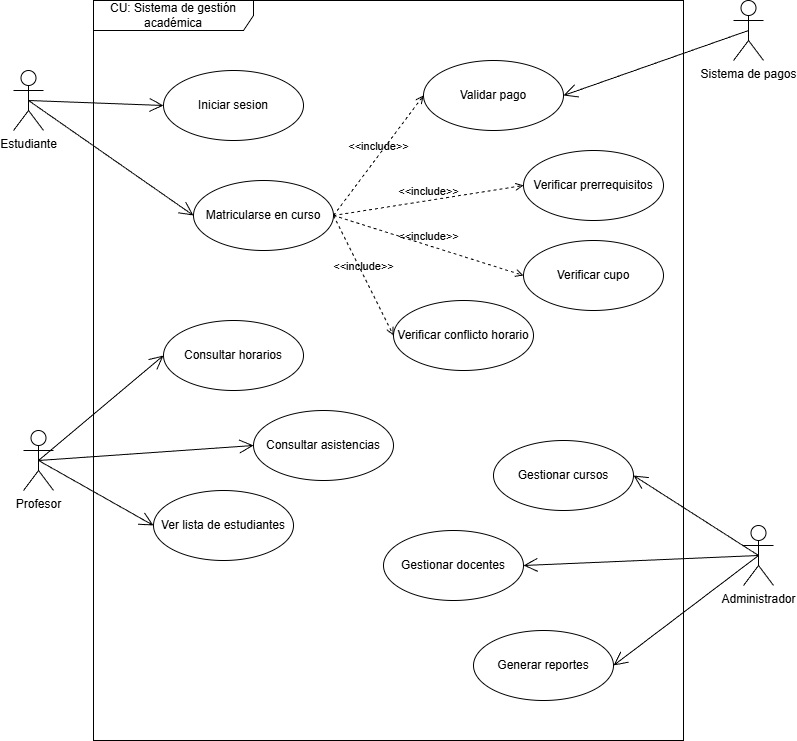 CU: Sistema de gestión
académica
Sistema de pagos
Estudiante
Iniciar sesion
Validar pago
<<include>>
Verificar prerrequisitos
<<include>>
Matricularse en curso
<<include>>
Verificar cupo
<<include>>
Verificar conflicto horario
Consultar horarios
Consultar asistencias
Profesor
Ver lista de estudiantes
Gestionar cursos
Gestionar docentes
Administrador
Generar reportes